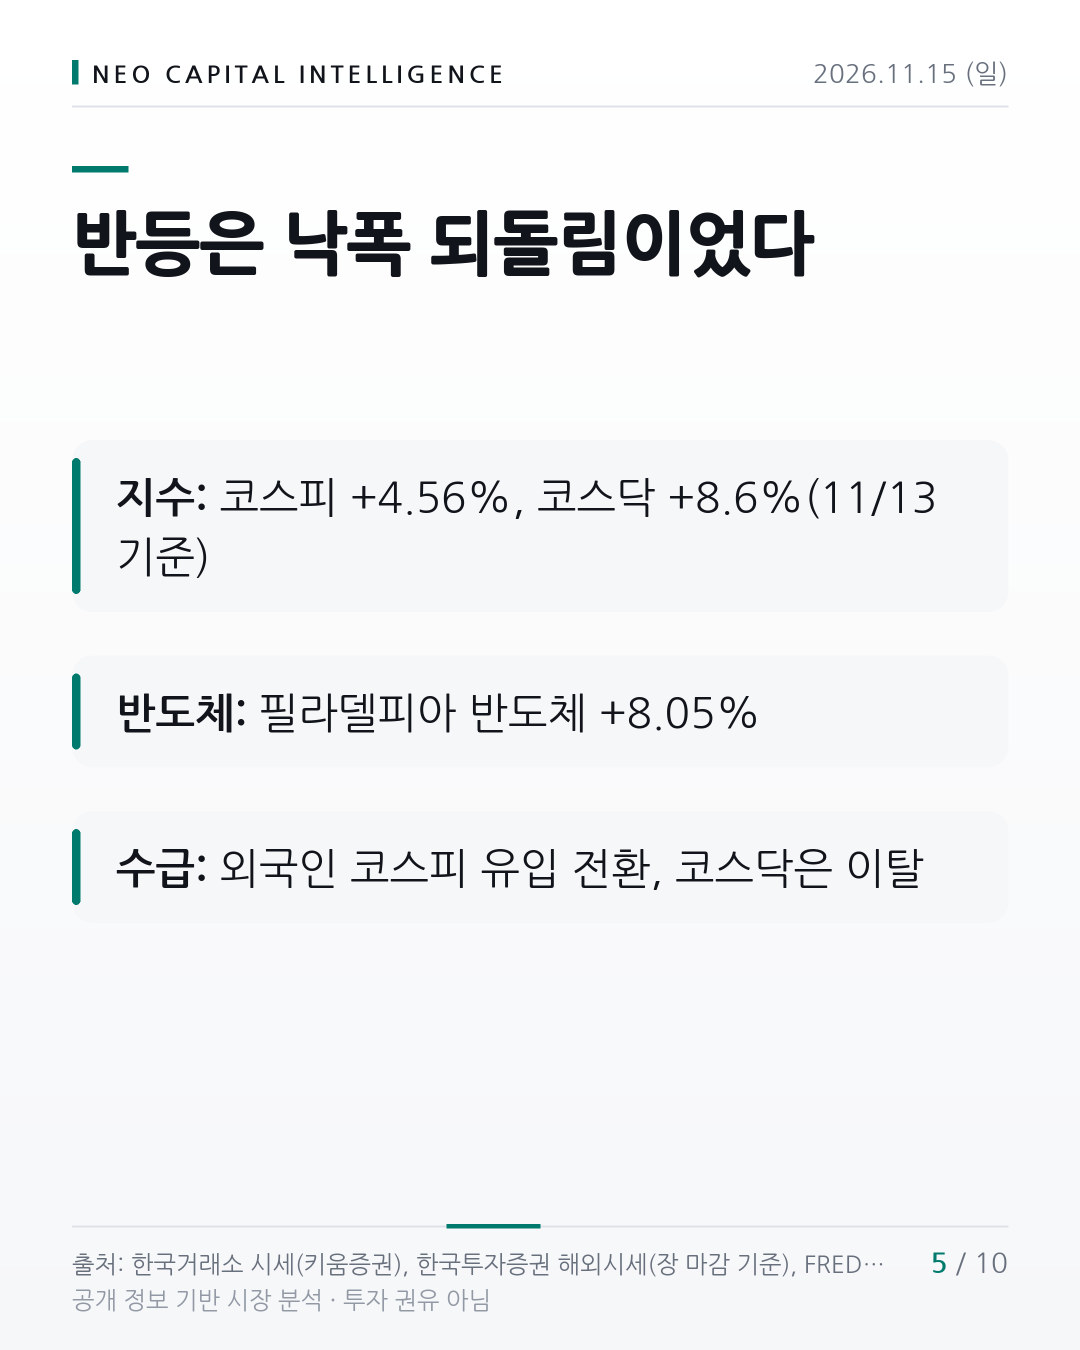 NEO CAPITAL INTELLIGENCE
2026.11.15 (일)
반등은 낙폭 되돌림이었다
지수: 코스피 +4.56%, 코스닥 +8.6%(11/13
기준)
반도체: 필라델피아 반도체 +8.05%
수급: 외국인 코스피 유입 전환, 코스닥은 이탈
출처: 한국거래소 시세(키움증권), 한국투자증권 해외시세(장 마감 기준), FRED…
5 / 10
공개 정보 기반 시장 분석 · 투자 권유 아님